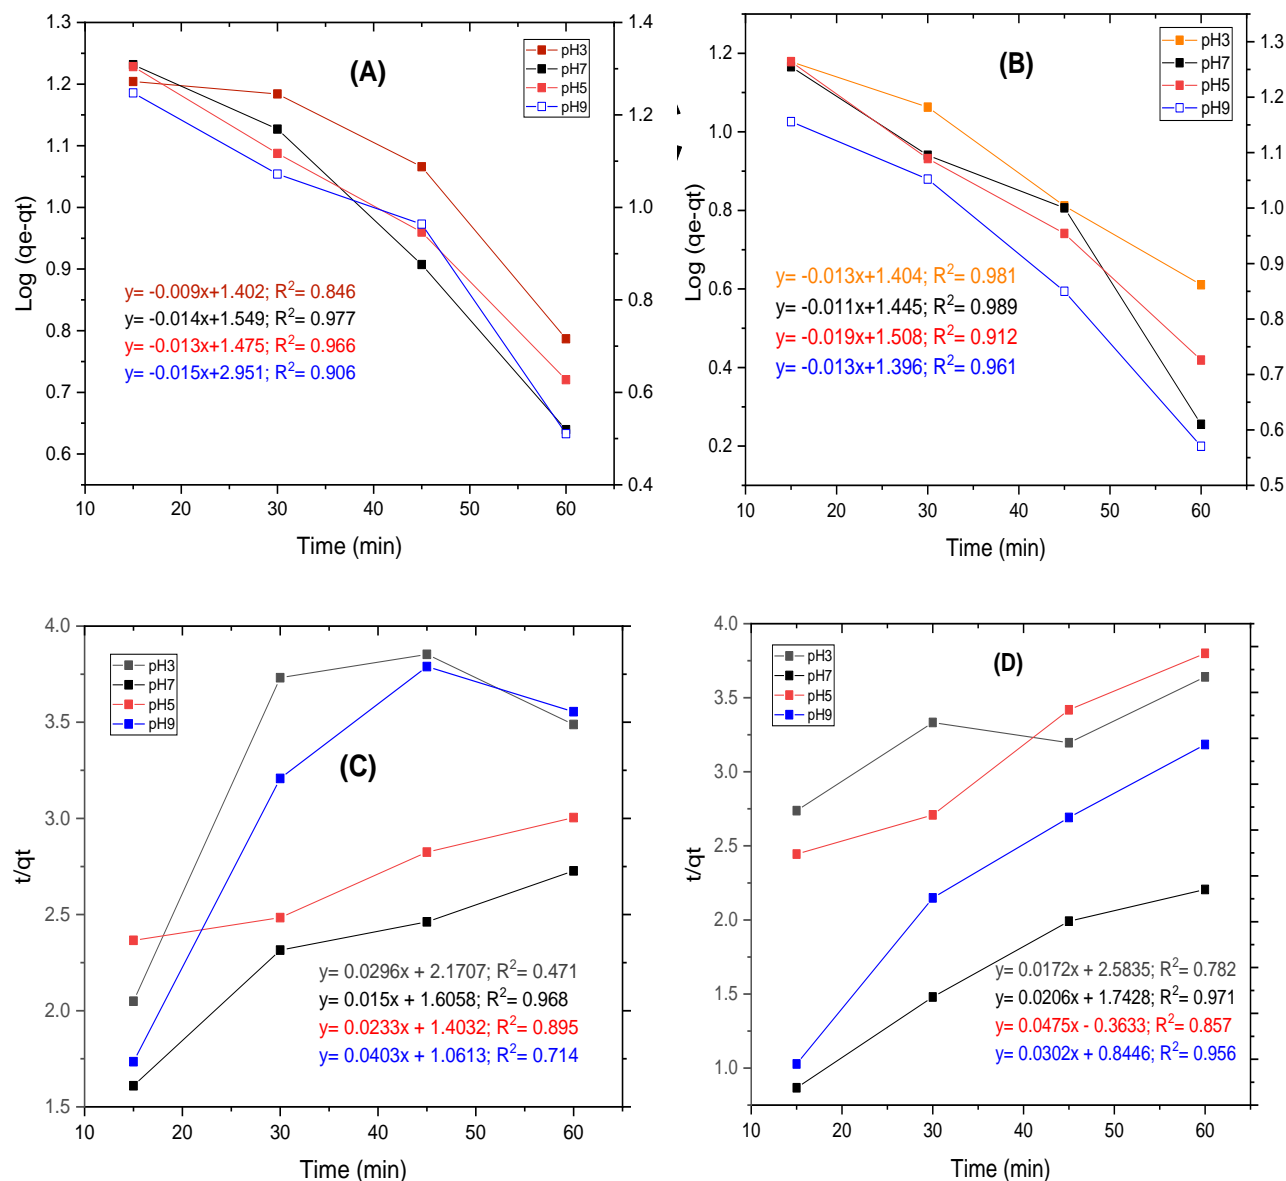 (A)
pH3
pH7
pH5
pH9
1.3
1.2
1.1
1.0
0.9
0.8
0.7
0.6
1.4
1.2
1.0
0.8
0.6
0.4
Log (qe-qt)
y= -0.009x+1.402; R²= 0.846
y= -0.014x+1.549; R²= 0.977
y= -0.013x+1.475; R²= 0.966
y= -0.015x+2.951; R²= 0.906
10 20 30 40 50 60
Time (min)
(B)
pH3
pH7
pH5
pH9
1.2
1.0
0.8
0.6
0.4
0.2
1.3
1.2
1.1
1.0
0.9
0.8
0.7
0.6
0.5
Log (qe-qt)
y= -0.013x+1.404; R²= 0.981
y= -0.011x+1.445; R²= 0.989
y= -0.019x+1.508; R²= 0.912
y= -0.013x+1.396; R²= 0.961
10 20 30 40 50 60
Time (min)
pH3
pH7
pH5
pH9
(C)
4.0
3.5
3.0
2.5
2.0
1.5
t/qt
y= 0.0296x + 2.1707; R²= 0.471
y= 0.015x + 1.6058; R²= 0.968
y= 0.0233x + 1.4032; R²= 0.895
y= 0.0403x + 1.0613; R²= 0.714
10 20 30 40 50 60
Time (min)
pH3
pH7
pH5
pH9
(D)
4.0
3.5
3.0
2.5
2.0
1.5
1.0
t/qt
y= 0.0172x + 2.5835; R²= 0.782
y= 0.0206x + 1.7428; R²= 0.971
y= 0.0475x - 0.3633; R²= 0.857
y= 0.0302x + 0.8446; R²= 0.956
10 20 30 40 50 60
Time (min)